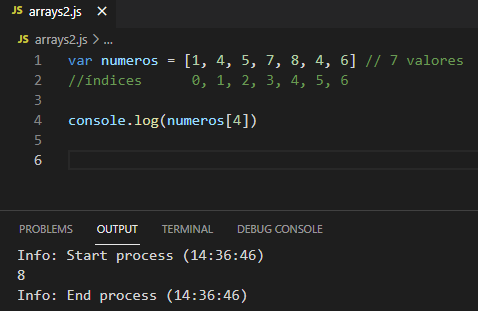 JS arrays2.js ×
JS arrays2.js > ...
1 var numeros = [1, 4, 5, 7, 8, 4, 6] // 7 valores
2 //índices 0, 1, 2, 3, 4, 5, 6
3
4 console.log(numeros[4])
5
6
PROBLEMS OUTPUT TERMINAL DEBUG CONSOLE
Info: Start process (14:36:46)
8
Info: End process (14:36:46)